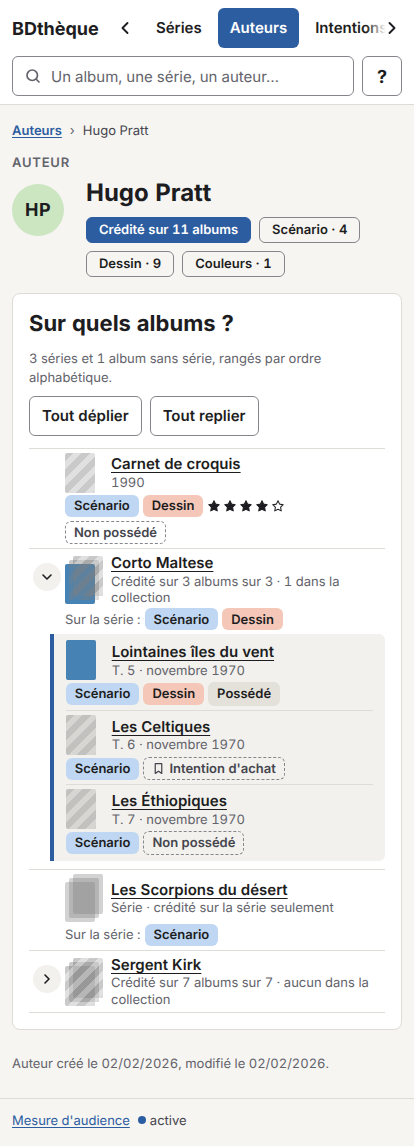 BDthèque
Séries
Auteurs
Intentions
Un album, une série, un auteur...
?
Auteurs › Hugo Pratt
AUTEUR
HP
Hugo Pratt
Crédité sur 11 albums
Scénario · 4
Dessin · 9
Couleurs · 1
Sur quels albums ?
3 séries et 1 album sans série, rangés par ordre
alphabétique.
Tout déplier
Tout replier
Carnet de croquis
1990
Scénario
Dessin
★★★★☆
Non possédé
Corto Maltese
Crédité sur 3 albums sur 3 · 1 dans la
collection
Sur la série : Scénario Dessin
Lointaines îles du vent
T. 5 · novembre 1970
Scénario Dessin Possédé
Les Celtiques
T. 6 · novembre 1970
Scénario Intention d'achat
Les Éthiopiques
T. 7 · novembre 1970
Scénario Non possédé
Les Scorpions du désert
Série · crédité sur la série seulement
Sur la série : Scénario
Sergent Kirk
Crédité sur 7 albums sur 7 · aucun dans la
collection
Auteur créé le 02/02/2026, modifié le 02/02/2026.
Mesure d'audience active